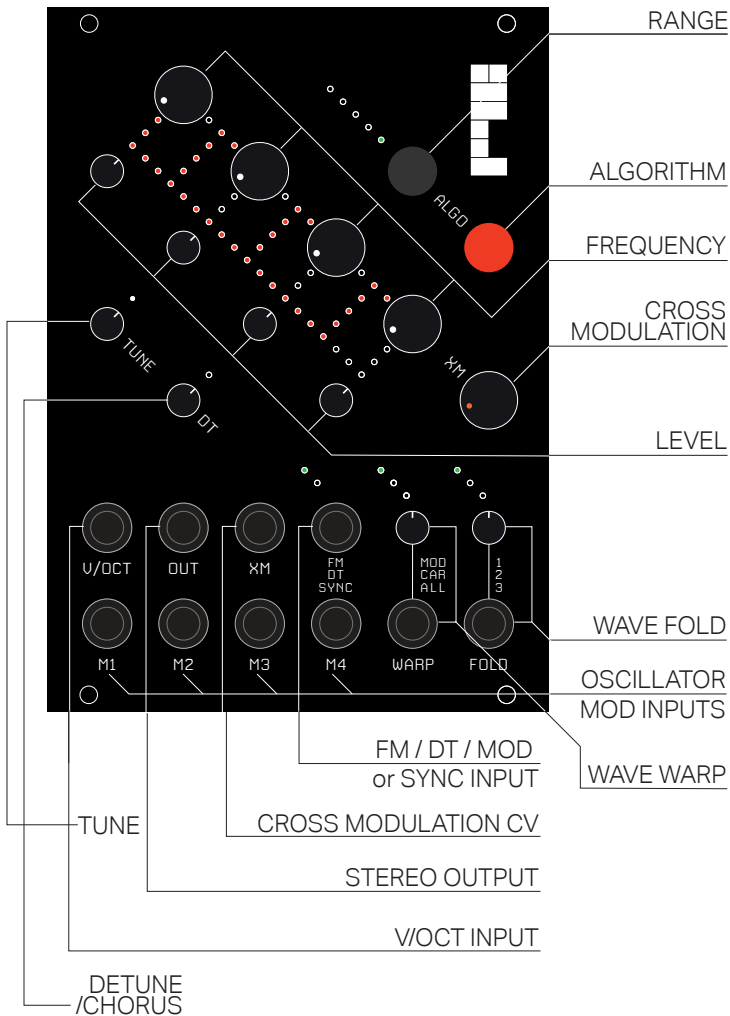 RANGE
ALGO
ALGORITHM
FREQUENCY
CROSS
MODULATION
TUNE
XM
DT
LEVEL
V/OCT
OUT
XM
FM
DT
SYNC
MOD
CAR
ALL
1
2
3
M1
M2
M3
M4
WARP
FOLD
WAVE FOLD
OSCILLATOR
MOD INPUTS
FM / DT / MOD
or SYNC INPUT
WAVE WARP
TUNE
CROSS MODULATION CV
STEREO OUTPUT
V/OCT INPUT
DETUNE
/CHORUS